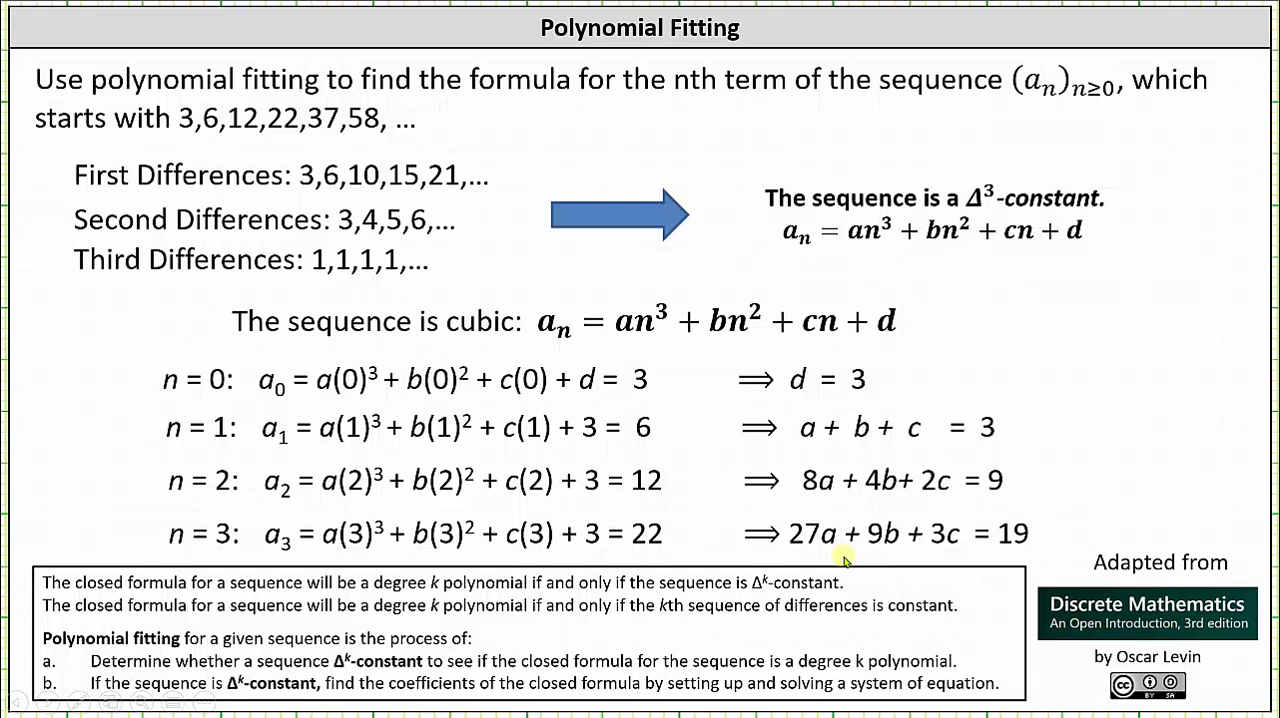 Polynomial Fitting
Use polynomial fitting to find the formula for the nth term of the sequence (aₙ)ₙ≥₀, which
starts with 3,6,12,22,37,58, …
First Differences: 3,6,10,15,21,…
Second Differences: 3,4,5,6,…
Third Differences: 1,1,1,1,…
The sequence is a Δ³-constant.
aₙ = an³ + bn² + cn + d
The sequence is cubic: aₙ = an³ + bn² + cn + d
n = 0: a₀ = a(0)³ + b(0)² + c(0) + d = 3 ⟹ d = 3
n = 1: a₁ = a(1)³ + b(1)² + c(1) + 3 = 6 ⟹ a + b + c = 3
n = 2: a₂ = a(2)³ + b(2)² + c(2) + 3 = 12 ⟹ 8a + 4b+ 2c = 9
n = 3: a₃ = a(3)³ + b(3)² + c(3) + 3 = 22 ⟹ 27a + 9b + 3c = 19
The closed formula for a sequence will be a degree k polynomial if and only if the sequence is Δᵏ-constant.
The closed formula for a sequence will be a degree k polynomial if and only if the kth sequence of differences is constant.
Polynomial fitting for a given sequence is the process of:
a. Determine whether a sequence Δᵏ-constant to see if the closed formula for the sequence is a degree k polynomial.
b. If the sequence is Δᵏ-constant, find the coefficients of the closed formula by setting up and solving a system of equation.
Adapted from
Discrete Mathematics
An Open Introduction, 3rd edition
by Oscar Levin
cc
BY SA